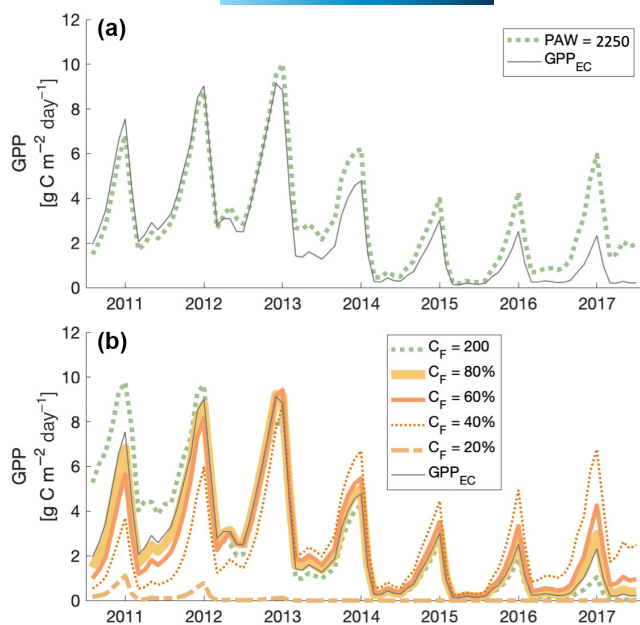 (a)
PAW = 2250
GPP_EC
12
10
8
6
4
2
0
GPP
[g C m⁻² day⁻¹]
2011 2012 2013 2014 2015 2016 2017
(b)
C_F = 200
C_F = 80%
C_F = 60%
C_F = 40%
C_F = 20%
GPP_EC
12
10
8
6
4
2
0
GPP
[g C m⁻² day⁻¹]
2011 2012 2013 2014 2015 2016 2017